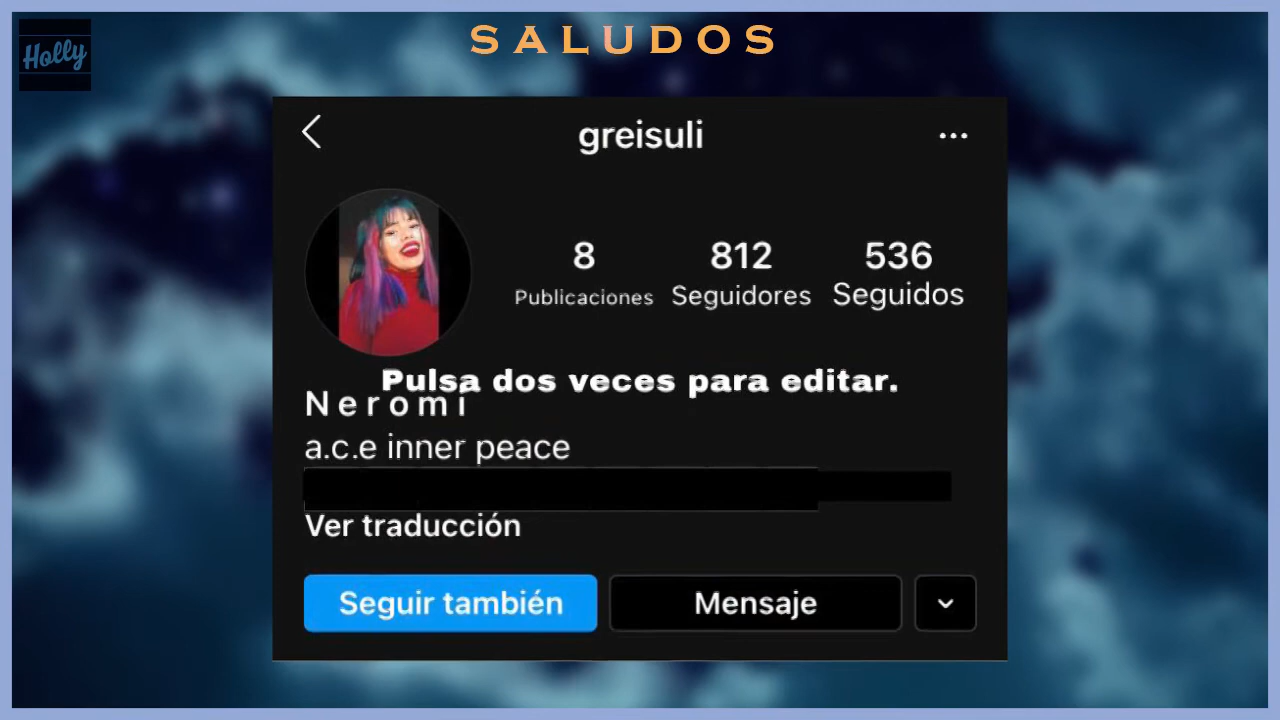 Holly
SALUDOS
greisuli
8 812 536
Publicaciones Seguidores Seguidos
Pulsa dos veces para editar.
Neromí
a.c.e inner peace
Ver traducción
Seguir también Mensaje